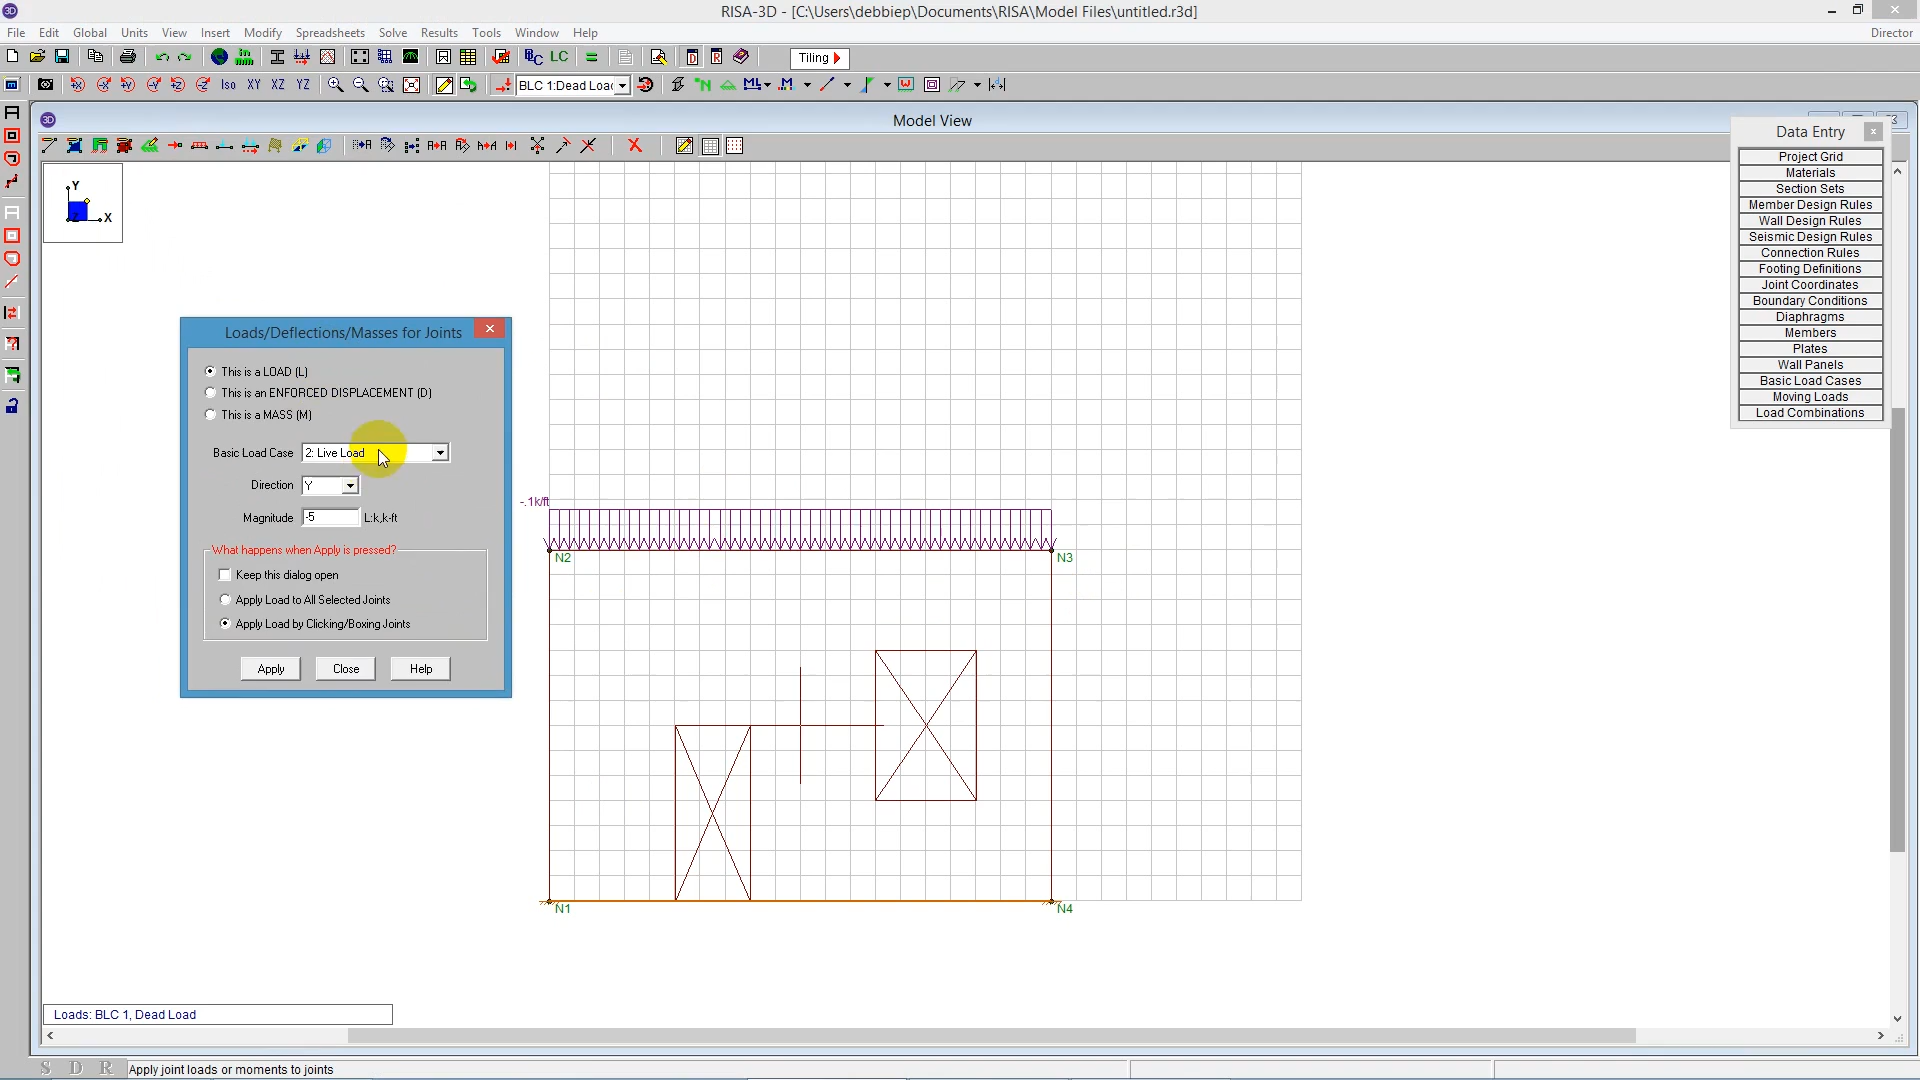 RISA-3D - [C:\Users\debbiep\Documents\RISA\Model Files\untitled.r3d]
File Edit Global Units View Insert Modify Spreadsheets Solve Results Tools Window Help Director
LC Tiling
Iso XY XZ YZ BLC 1:Dead Loac
3D Model View
Y
X
Z
Data Entry
Project Grid
Materials
Section Sets
Member Design Rules
Wall Design Rules
Seismic Design Rules
Connection Rules
Footing Definitions
Joint Coordinates
Boundary Conditions
Diaphragms
Members
Plates
Wall Panels
Basic Load Cases
Moving Loads
Load Combinations
Loads/Deflections/Masses for Joints
This is a LOAD (L)
This is an ENFORCED DISPLACEMENT (D)
This is a MASS (M)
Basic Load Case 2: Live Load
Direction Y
Magnitude -5 L:k,k-ft
What happens when Apply is pressed?
Keep this dialog open
Apply Load to All Selected Joints
Apply Load by Clicking/Boxing Joints
Apply Close Help
-.1k/ft
N2 N3
N1 N4
Loads: BLC 1, Dead Load
S D R Apply joint loads or moments to joints